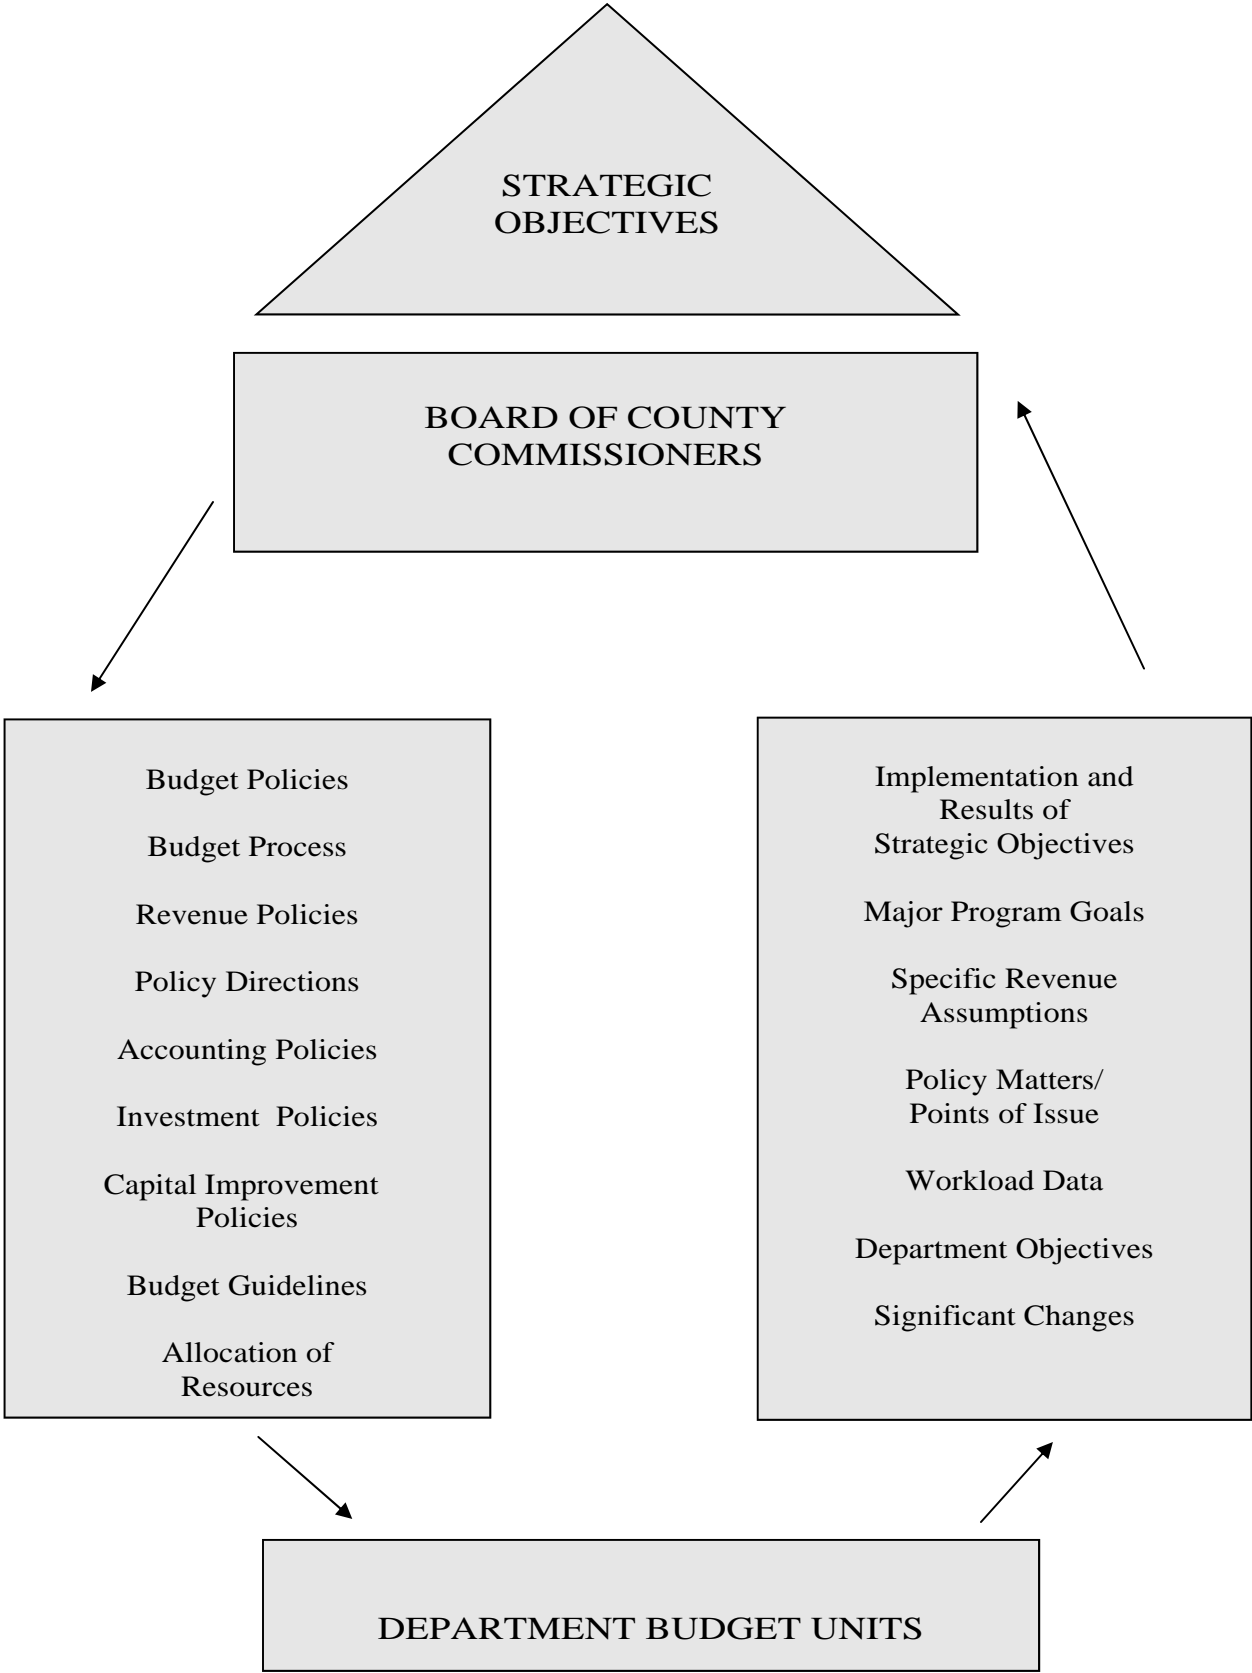 STRATEGIC
OBJECTIVES
BOARD OF COUNTY
COMMISSIONERS
Budget Policies
Budget Process
Revenue Policies
Policy Directions
Accounting Policies
Investment  Policies
Capital Improvement
Policies
Budget Guidelines
Allocation of
Resources
Implementation and
Results of
Strategic Objectives
Major Program Goals
Specific Revenue
Assumptions
Policy Matters/
Points of Issue
Workload Data
Department Objectives
Significant Changes
DEPARTMENT BUDGET UNITS